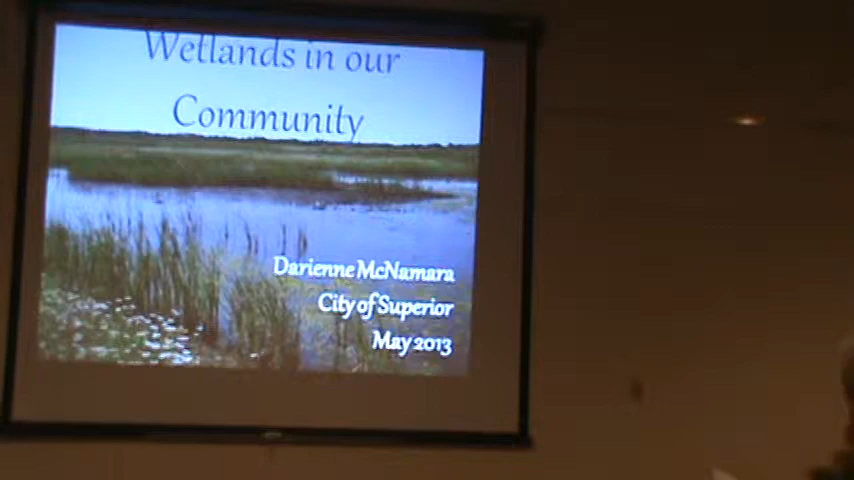 Wetlands in our
Community
Darienne McNamara
City of Superior
May 2013